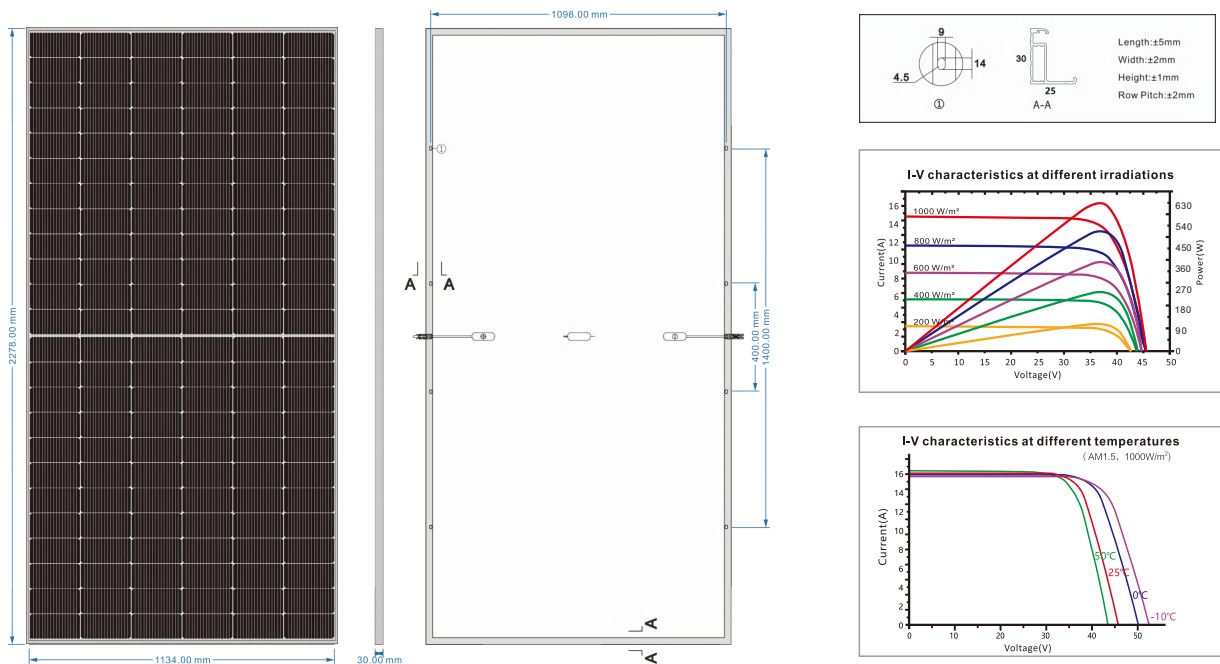 2278.00 mm
1134.00 mm
30.00 mm
1098.00 mm
①
A A
400.00 mm
1400.00 mm
A
A
9
14
4.5
①
30
25
A-A
Length:±5mm
Width:±2mm
Height:±1mm
Row Pitch:±2mm
I-V characteristics at different irradiations
Current(A)
16
14
12
10
8
6
4
2
0
1000 W/m²
800 W/m²
600 W/m²
400 W/m²
200 W/m²
630
540
450
360
270
180
90
0
Power(W)
0 5 10 15 20 25 30 35 40 45 50
Voltage(V)
I-V characteristics at different temperatures
(AM1.5, 1000W/m²)
Current(A)
16
14
12
10
8
6
4
2
0
50℃
25℃
0℃
-10℃
0 10 20 30 40 50
Voltage(V)